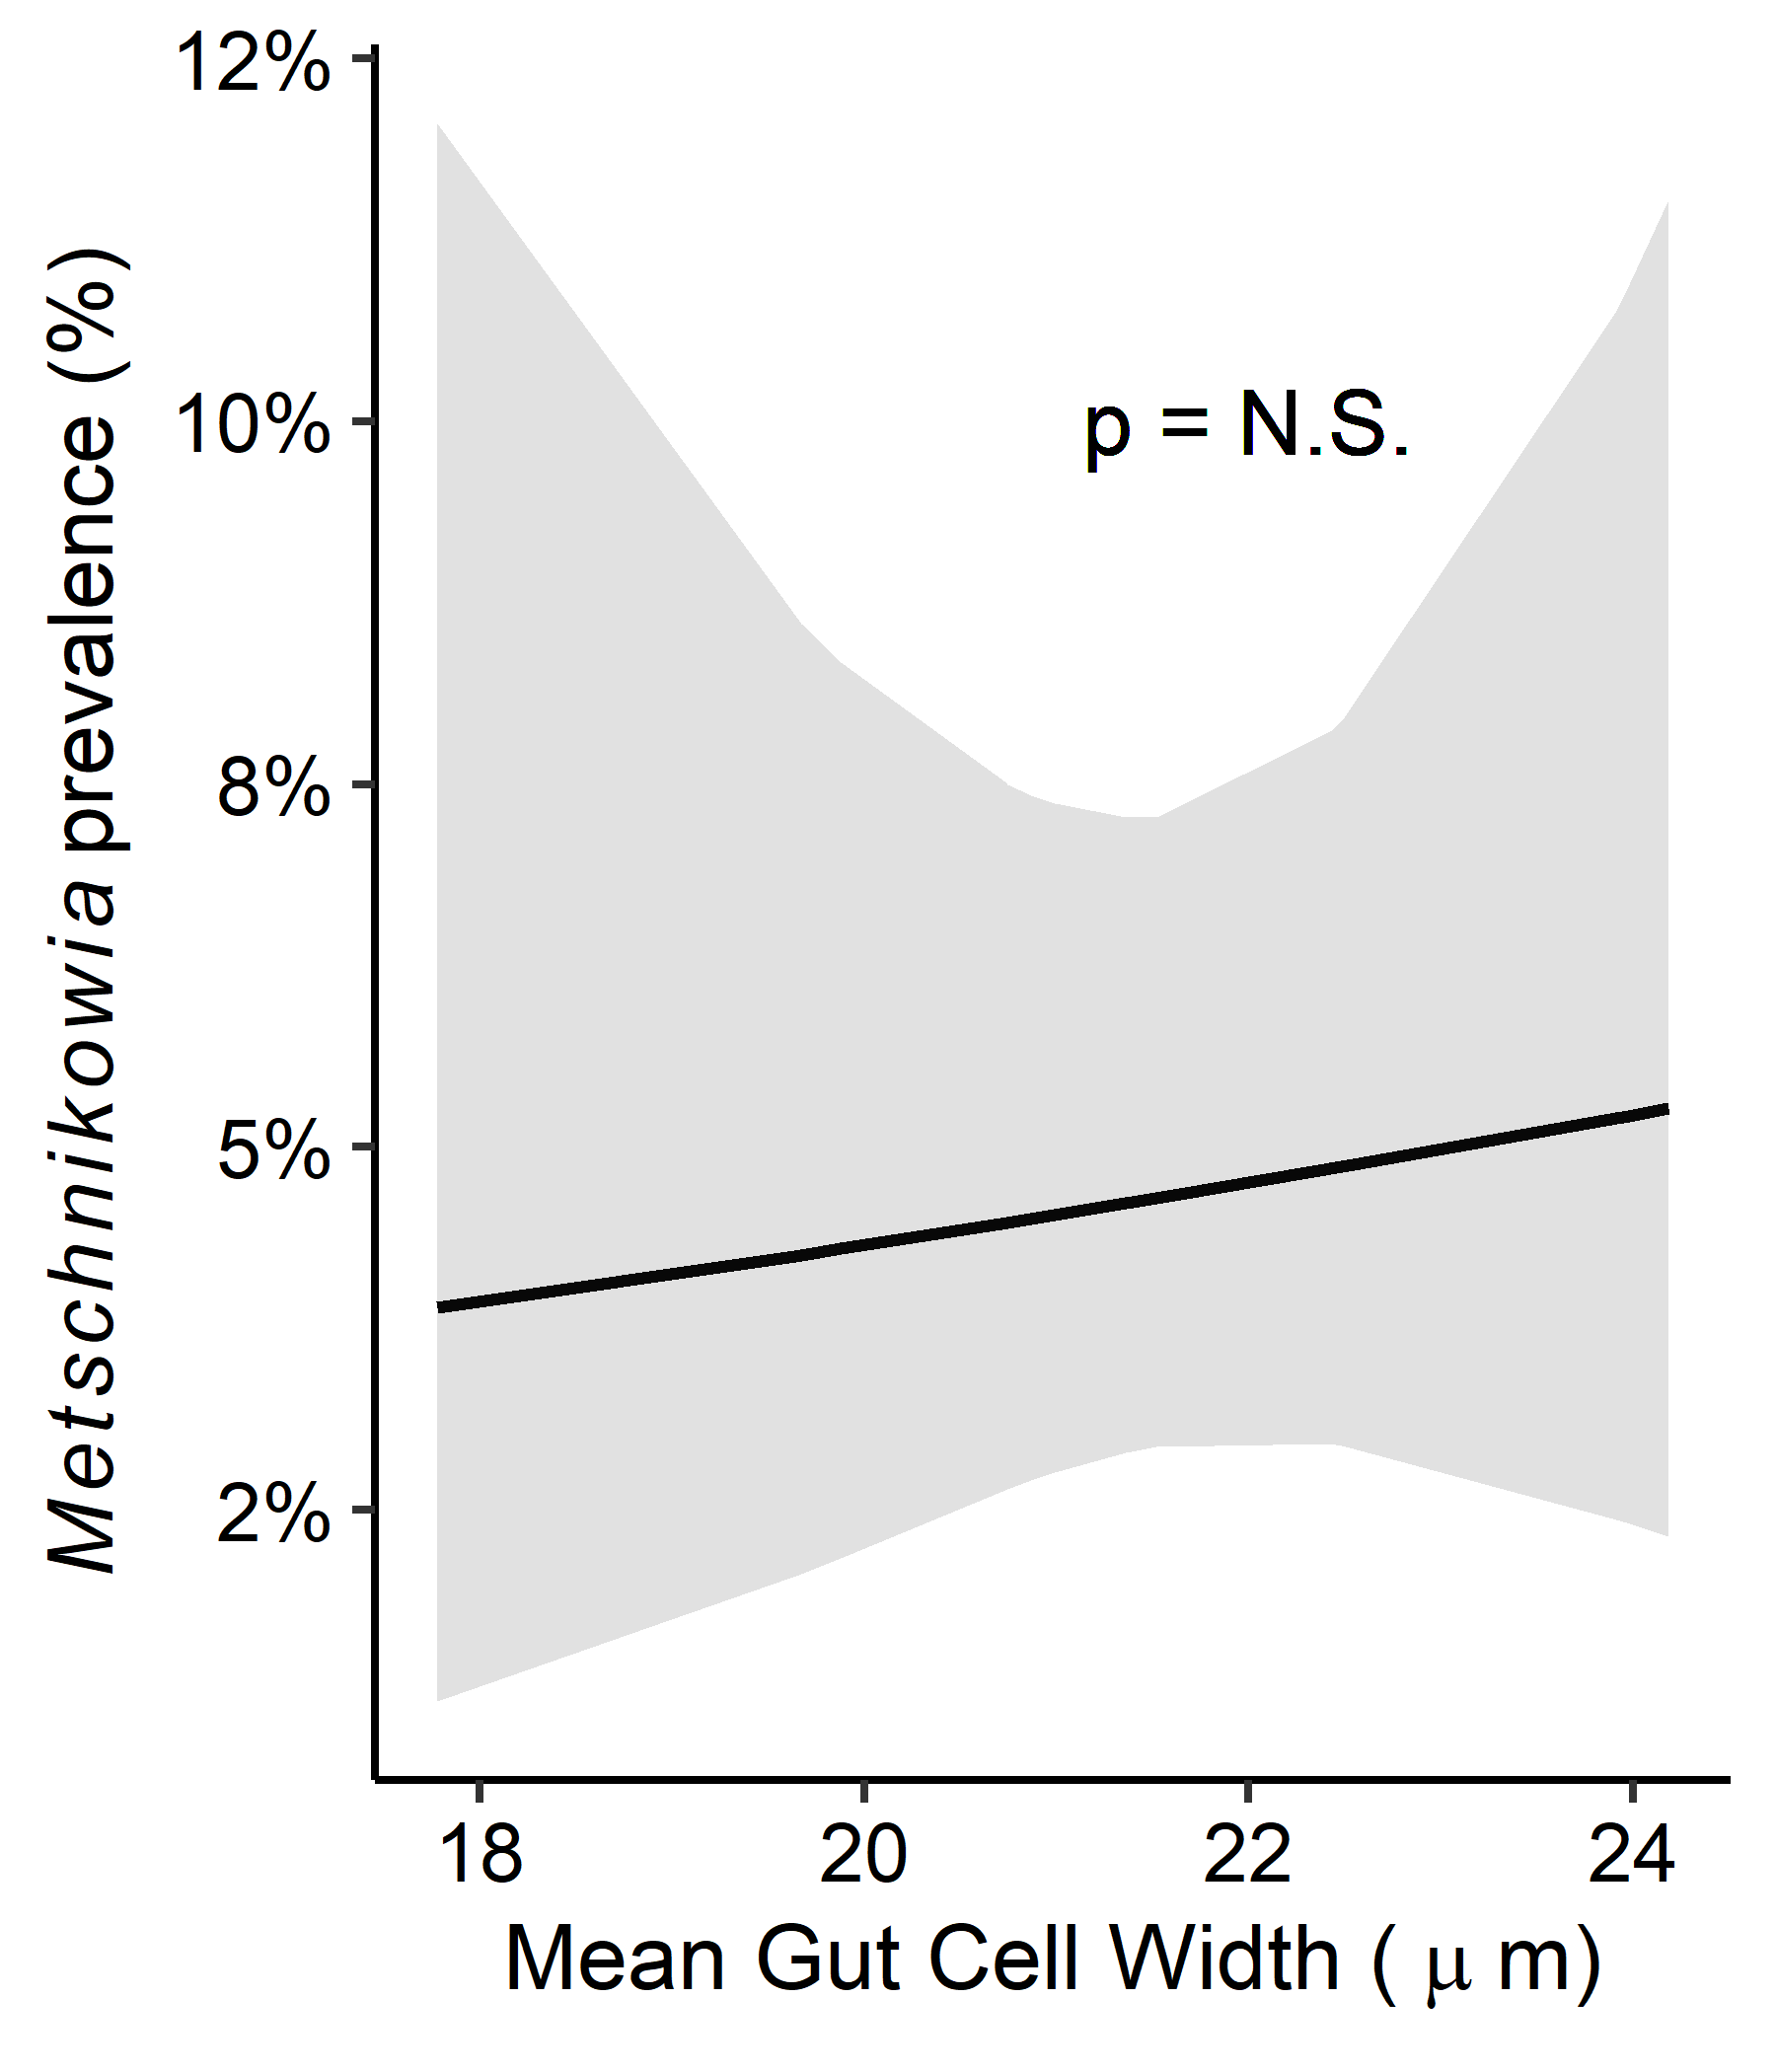 Metschnikowia prevalence (%)
12%
10%
8%
5%
2%
p = N.S.
18 20 22 24
Mean Gut Cell Width ( μ m)